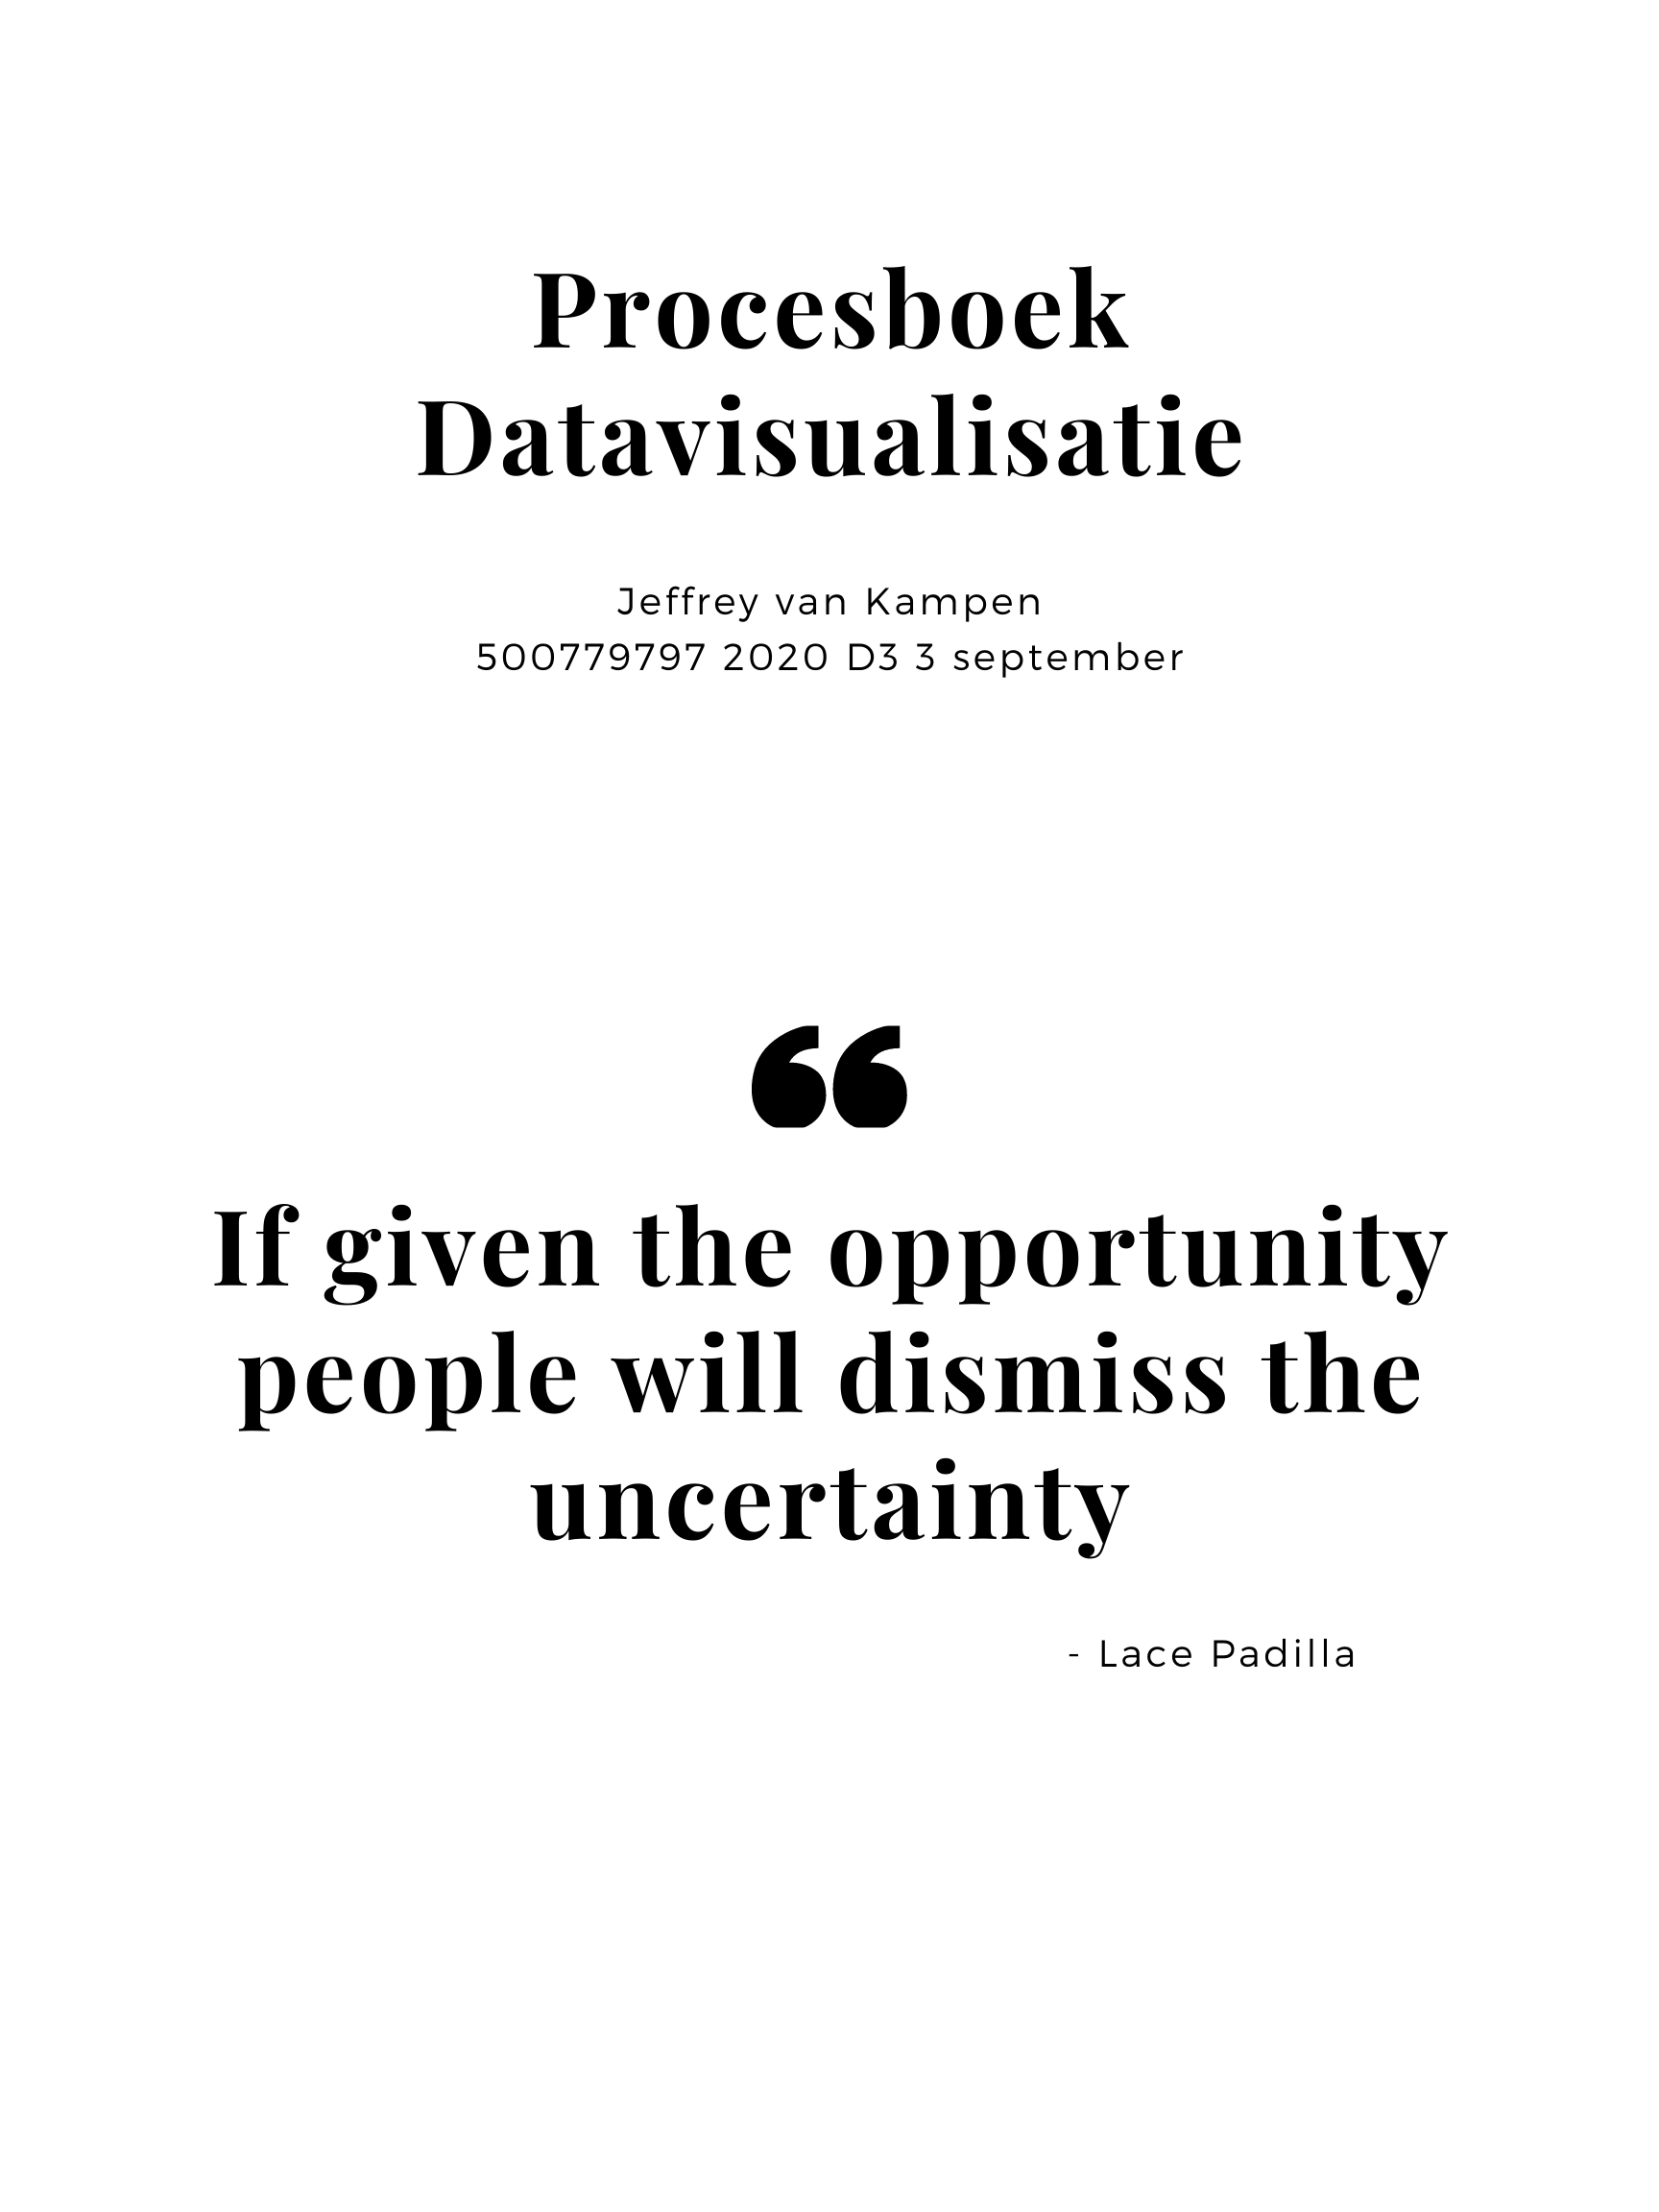 Procesboek
Datavisualisatie
Jeffrey van Kampen
500779797 2020 D3 3 september
“
If given the opportunity
people will dismiss the
uncertainty
- Lace Padilla